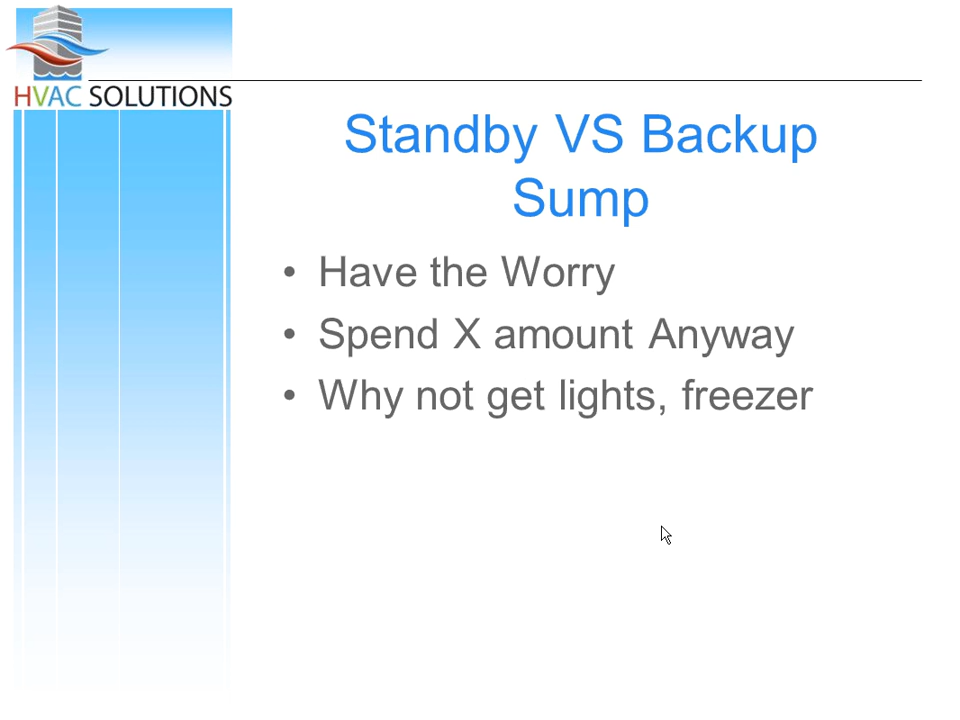 HVAC SOLUTIONS
Standby VS Backup
Sump
• Have the Worry
• Spend X amount Anyway
• Why not get lights, freezer